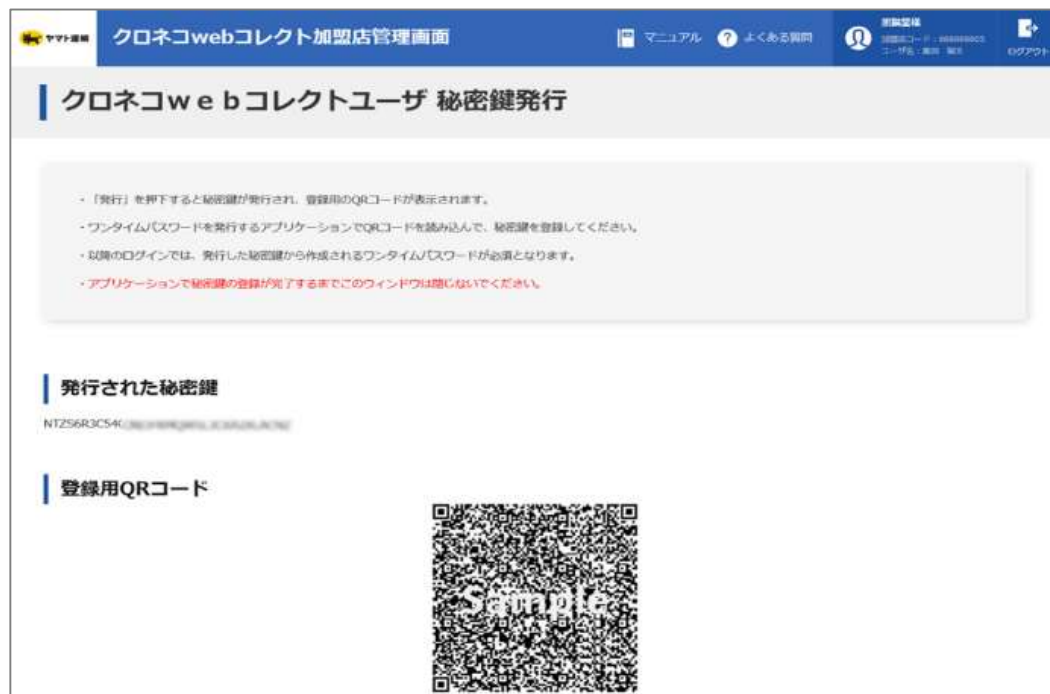 ヤマト運輸
クロネコwebコレクト加盟店管理画面
マニュアル
よくある質問
ログアウト
クロネコｗｅｂコレクトユーザ 秘密鍵発行
・「発行」を押下すると秘密鍵が発行され、登録用のQRコードが表示されます。
・ワンタイムパスワードを発行するアプリケーションでQRコードを読み込んで、秘密鍵を登録してください。
・以降のログインでは、発行した秘密鍵から作成されるワンタイムパスワードが必須となります。
・アプリケーションで秘密鍵の登録が完了するまでこのウィンドウは閉じないでください。
発行された秘密鍵
NTZS6R3C54
登録用QRコード
Sample